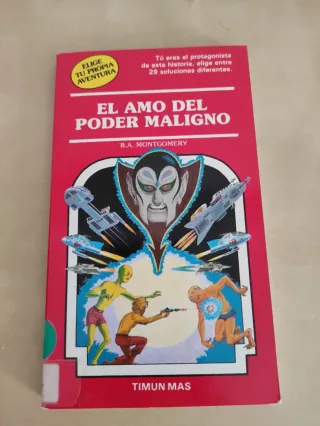 ELIGE
TU PROPIA
AVENTURA
Tú eres el protagonista
de esta historia, elige entre
29 soluciones diferentes.
EL AMO DEL
PODER MALIGNO
R.A. MONTGOMERY
TIMUN MAS